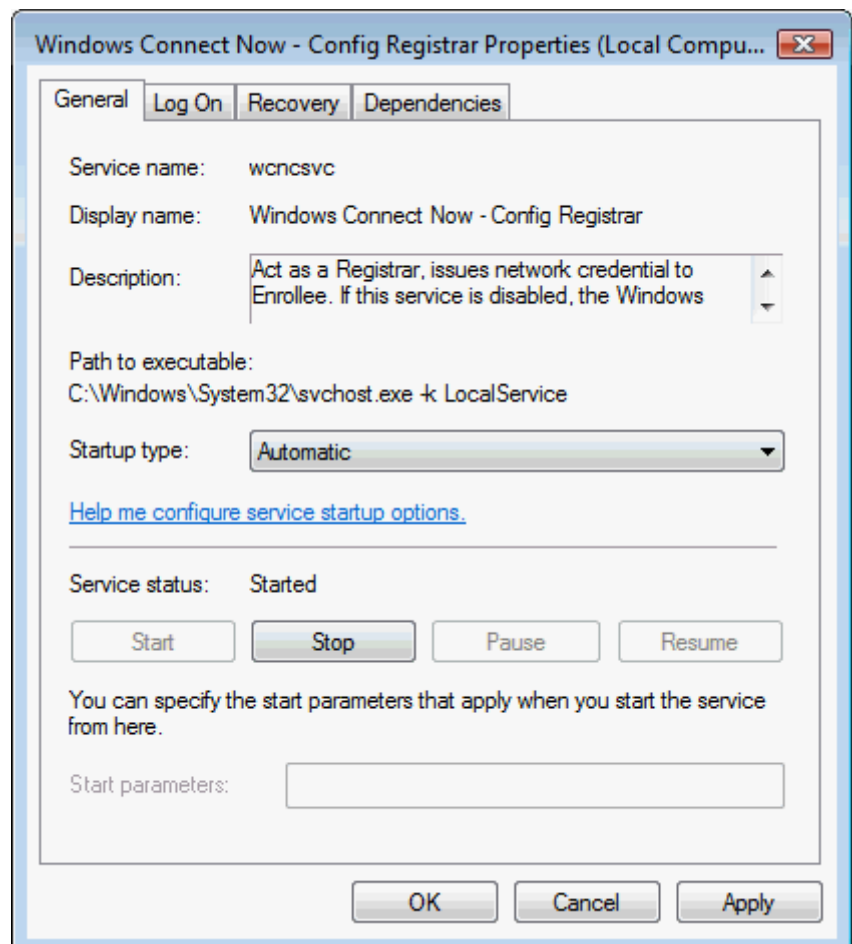 Windows Connect Now - Config Registrar Properties (Local Compu...
General Log On Recovery Dependencies
Service name: wcncsvc
Display name: Windows Connect Now - Config Registrar
Description: Act as a Registrar, issues network credential to
Enrollee. If this service is disabled, the Windows
Path to executable:
C:\Windows\System32\svchost.exe -k LocalService
Startup type: Automatic
Help me configure service startup options.
Service status: Started
Start Stop Pause Resume
You can specify the start parameters that apply when you start the service
from here.
Start parameters:
OK Cancel Apply